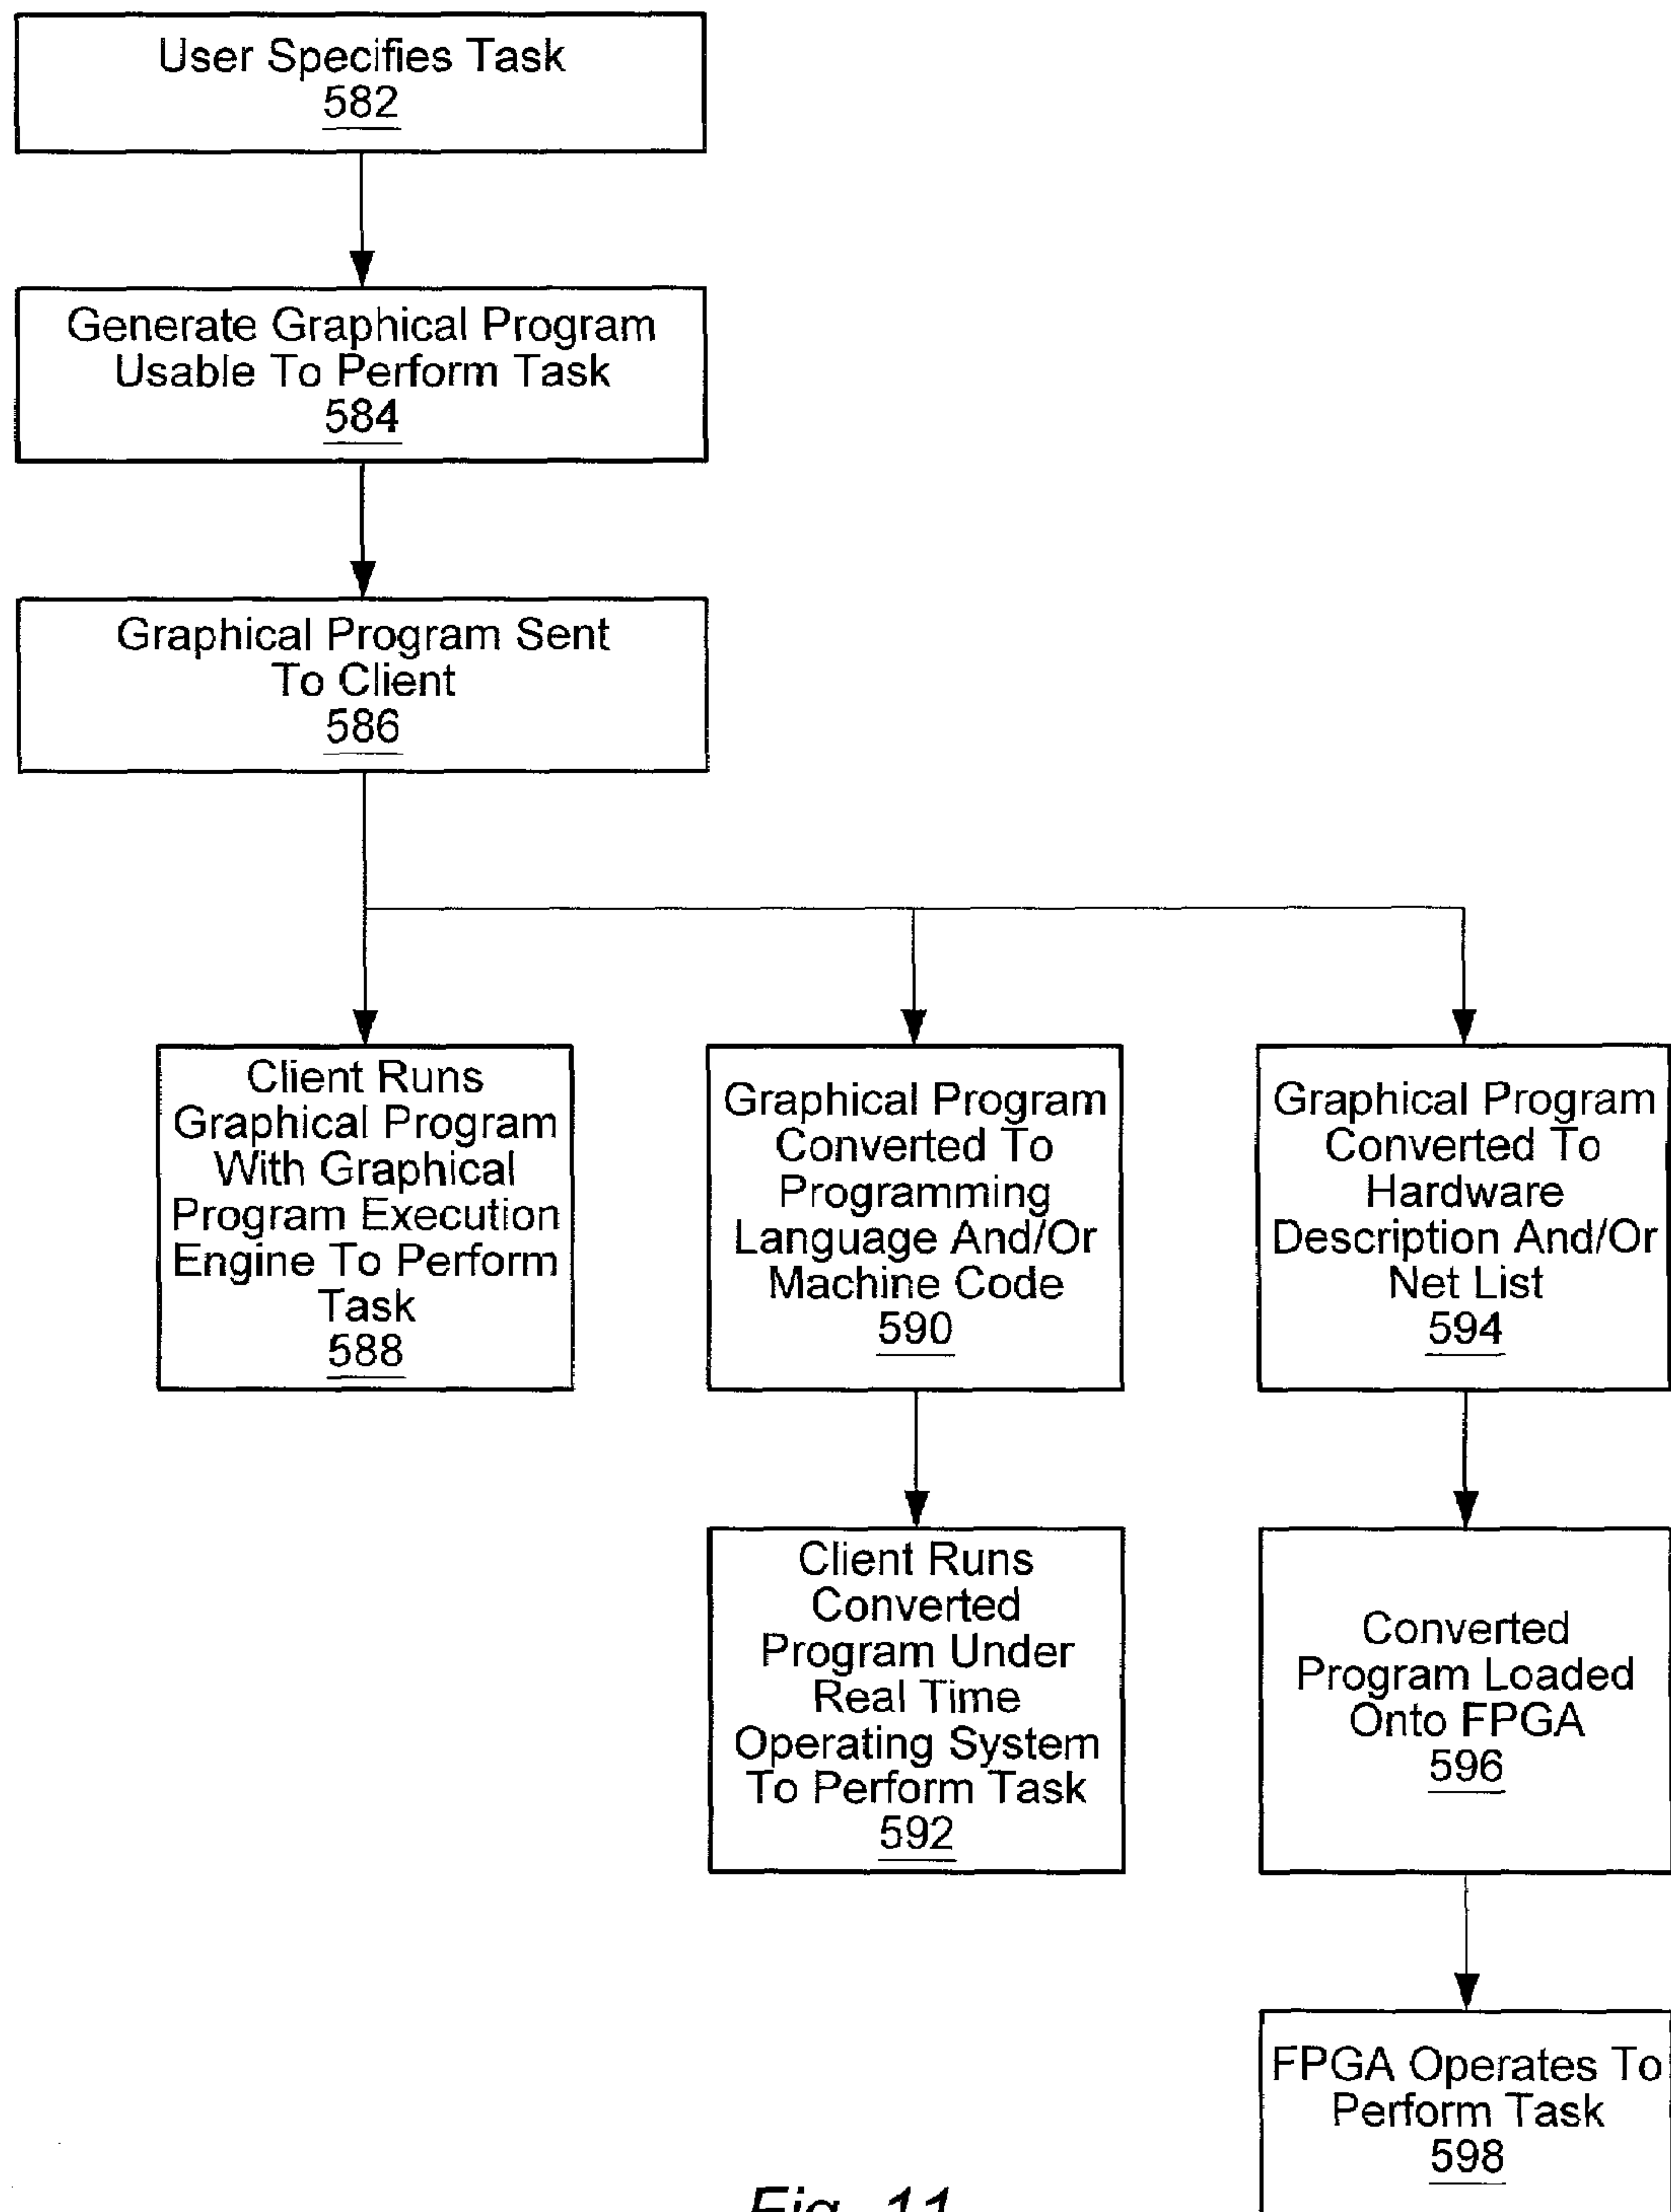 User Specifies Task
582
Generate Graphical Program
Usable To Perform Task
584
Graphical Program Sent
To Client
586
Client Runs
Graphical Program
With Graphical
Program Execution
Engine To Perform
Task
588
Graphical Program
Converted To
Programming
Language And/Or
Machine Code
590
Graphical Program
Converted To
Hardware
Description And/Or
Net List
594
Client Runs
Converted
Program Under
Real Time
Operating System
To Perform Task
592
Converted
Program Loaded
Onto FPGA
596
FPGA Operates To
Perform Task
598
Fig. 11